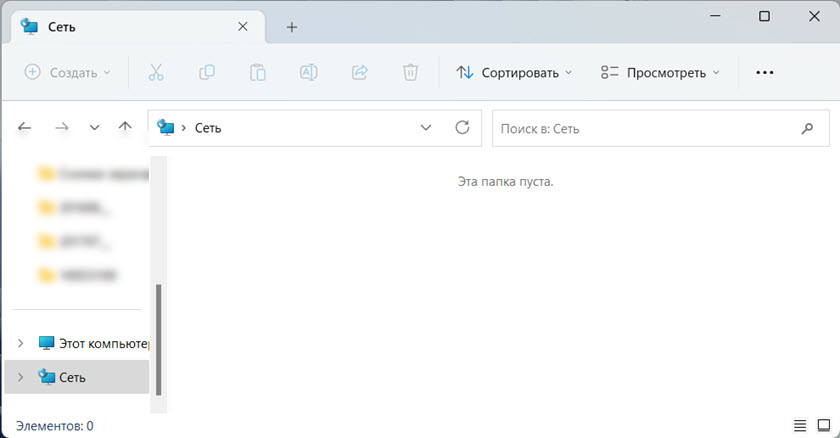 Сеть
Создать
Сортировать
Просмотреть
Сеть
Поиск в: Сеть
Эта папка пуста.
Этот компьютер
Сеть
Элементов: 0